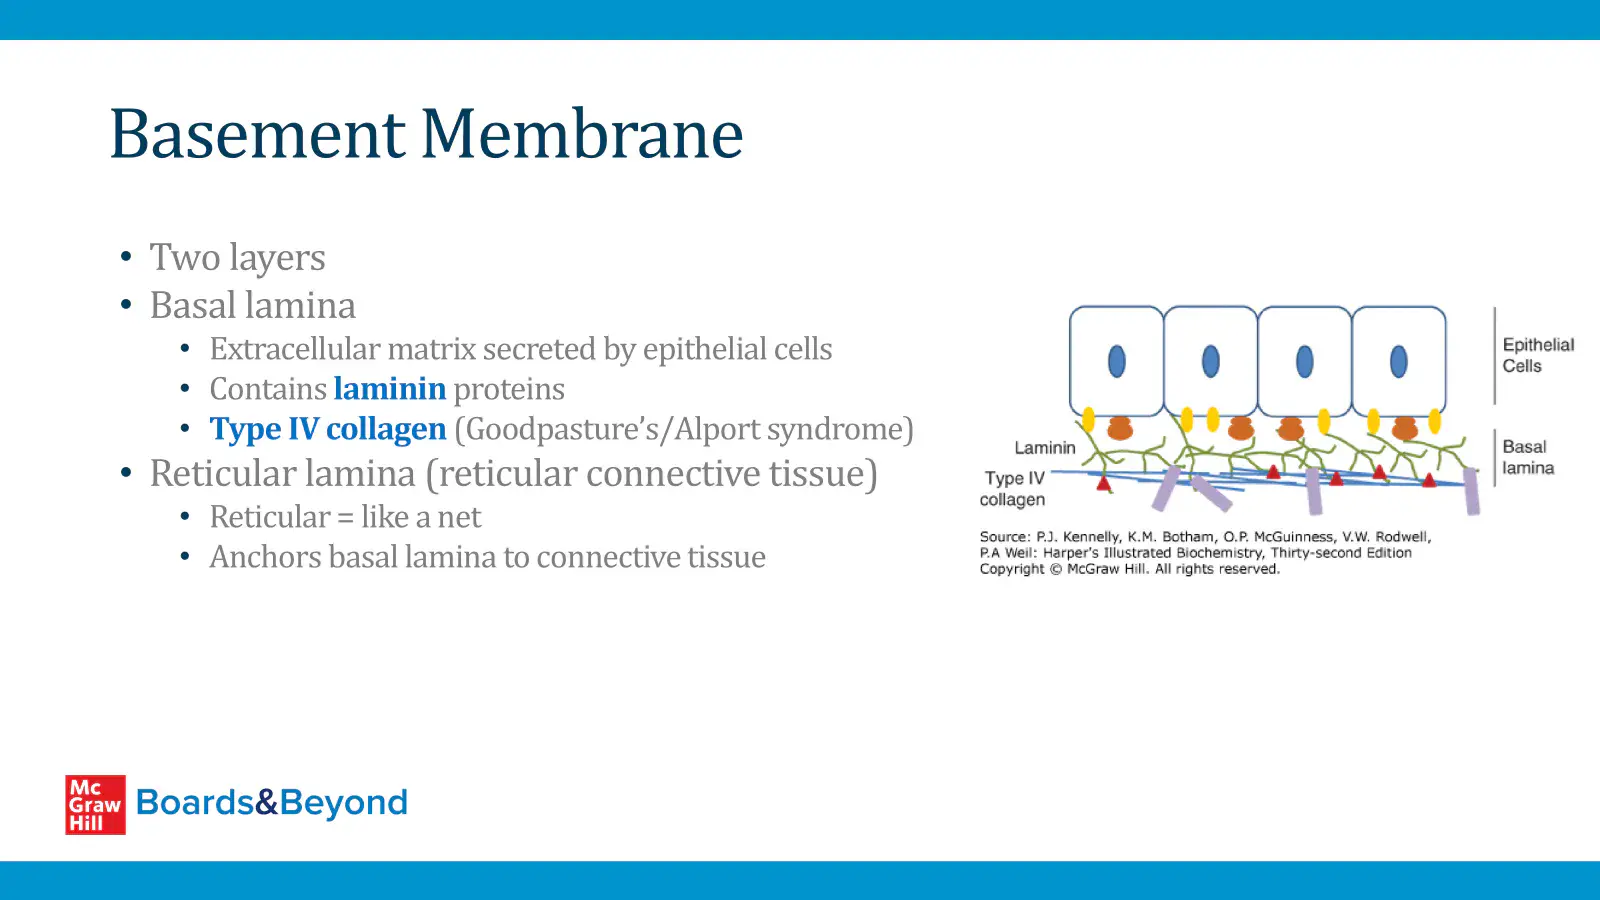 Basement Membrane
• Two layers
• Basal lamina
• Extracellular matrix secreted by epithelial cells
• Contains laminin proteins
• Type IV collagen (Goodpasture’s/Alport syndrome)
• Reticular lamina (reticular connective tissue)
• Reticular = like a net
• Anchors basal lamina to connective tissue
Epithelial
Cells
Laminin
Type IV
collagen
Basal
lamina
Source: P.J. Kennelly, K.M. Botham, O.P. McGuinness, V.W. Rodwell,
P.A Weil: Harper's Illustrated Biochemistry, Thirty-second Edition
Copyright © McGraw Hill. All rights reserved.
Mc
Graw
Hill
Boards&Beyond